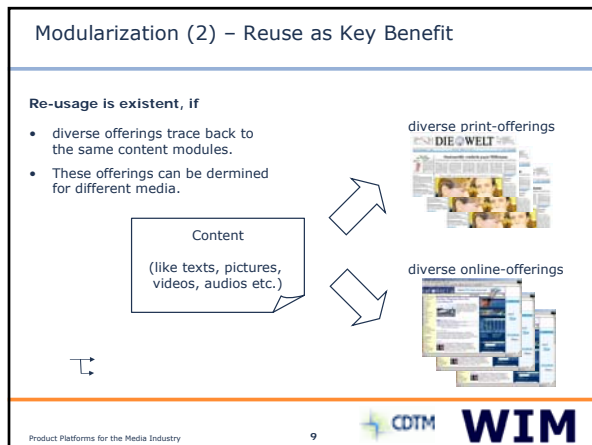 Modularization (2) – Reuse as Key Benefit
Re-usage is existent, if
• diverse offerings trace back to
the same content modules.
• These offerings can be dermined
for different media.
Content
(like texts, pictures,
videos, audios etc.)
diverse print-offerings
DIE WELT
diverse online-offerings
Product Platforms for the Media Industry
9
CDTM
WIM